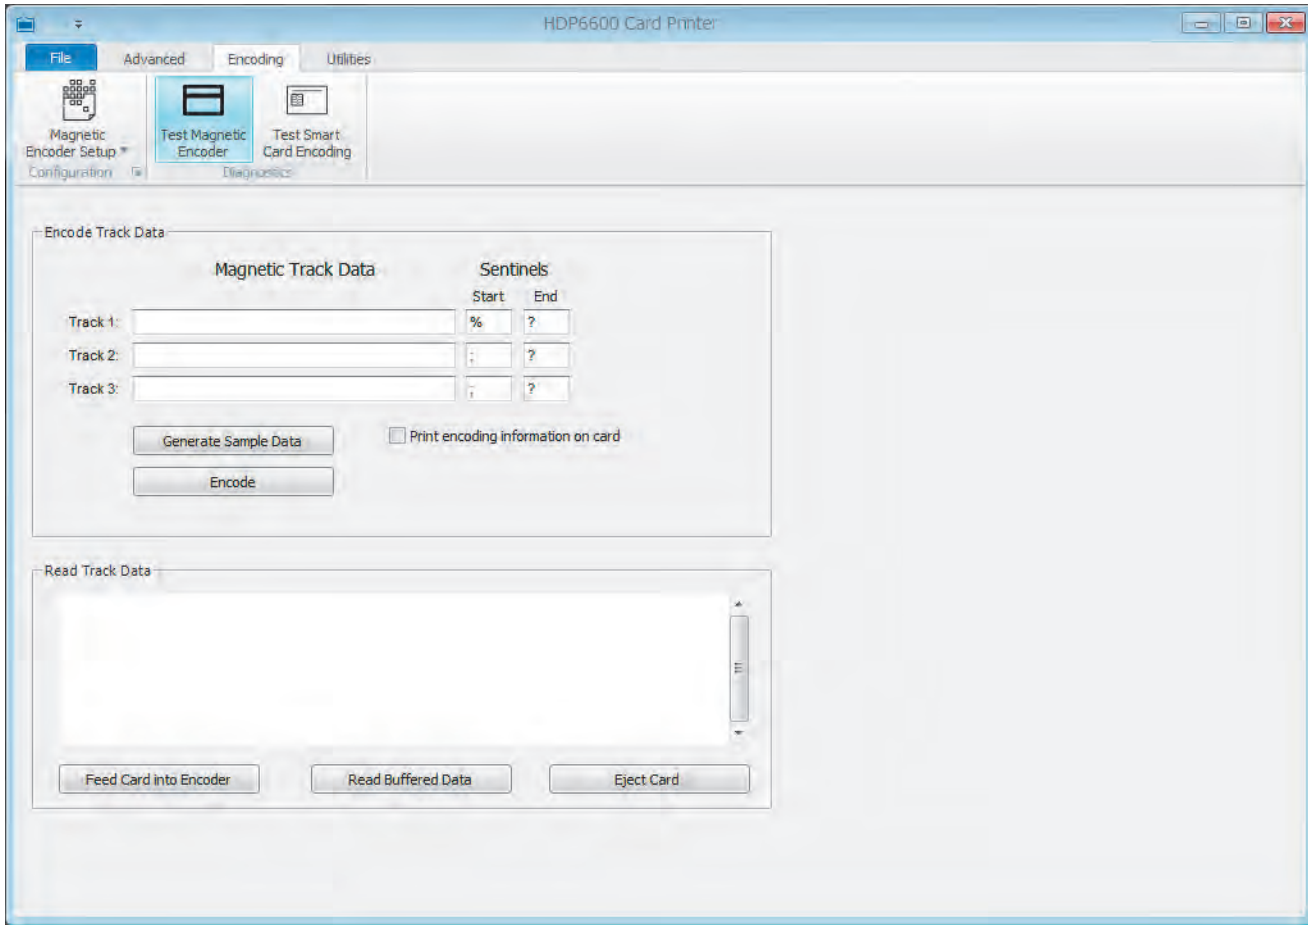 HDP6600 Card Printer
File Advanced Encoding Utilities
Magnetic Encoder Setup
Test Magnetic Encoder
Test Smart Card Encoding
Configuration Diagnostics
Encode Track Data
Magnetic Track Data Sentinels
Start End
Track 1: % ?
Track 2: ; ?
Track 3: ; ?
Generate Sample Data Print encoding information on card
Encode
Read Track Data
Feed Card into Encoder Read Buffered Data Eject Card